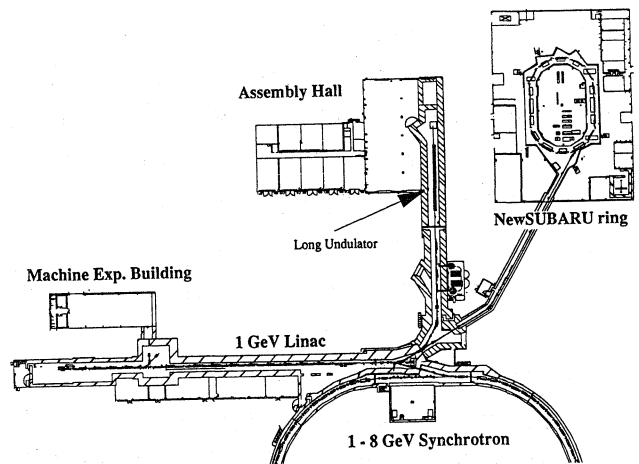 Assembly Hall
NewSUBARU ring
Long Undulator
Machine Exp. Building
1 GeV Linac
1 - 8 GeV Synchrotron